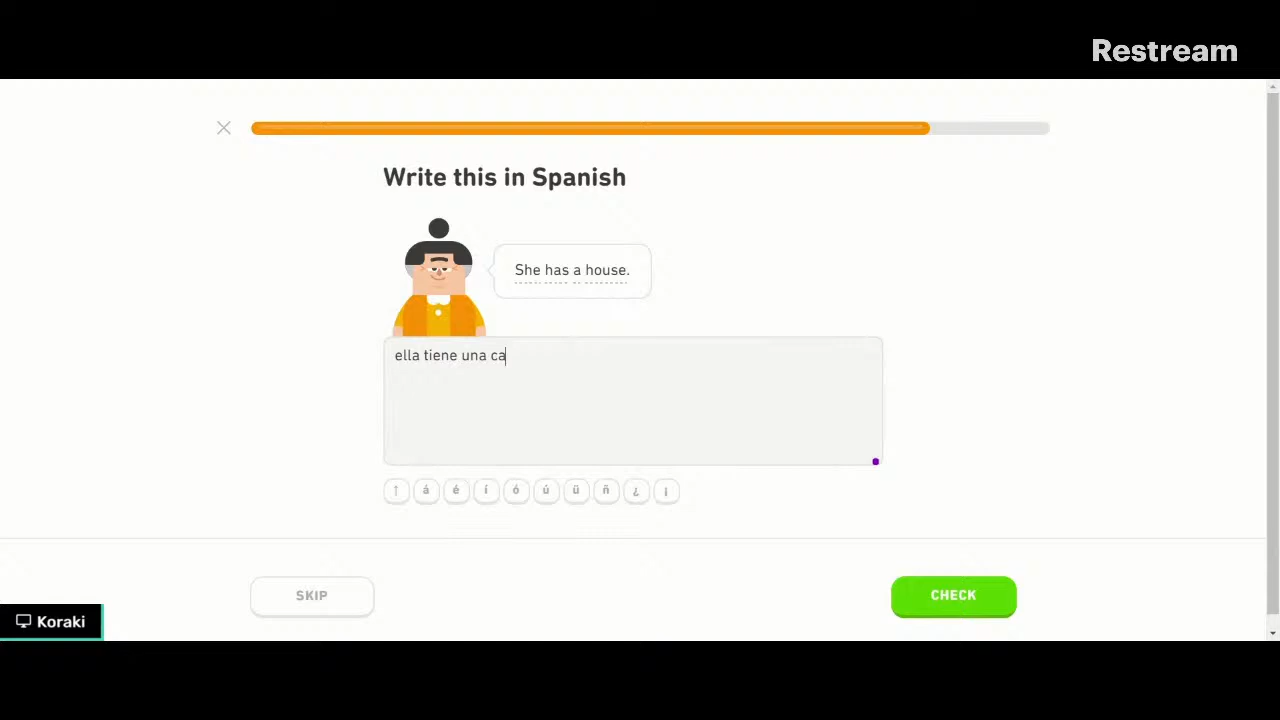 Restream
Write this in Spanish
She has a house.
ella tiene una ca
↑ á é í ó ú ü ñ ¿ ¡
SKIP
CHECK
Koraki